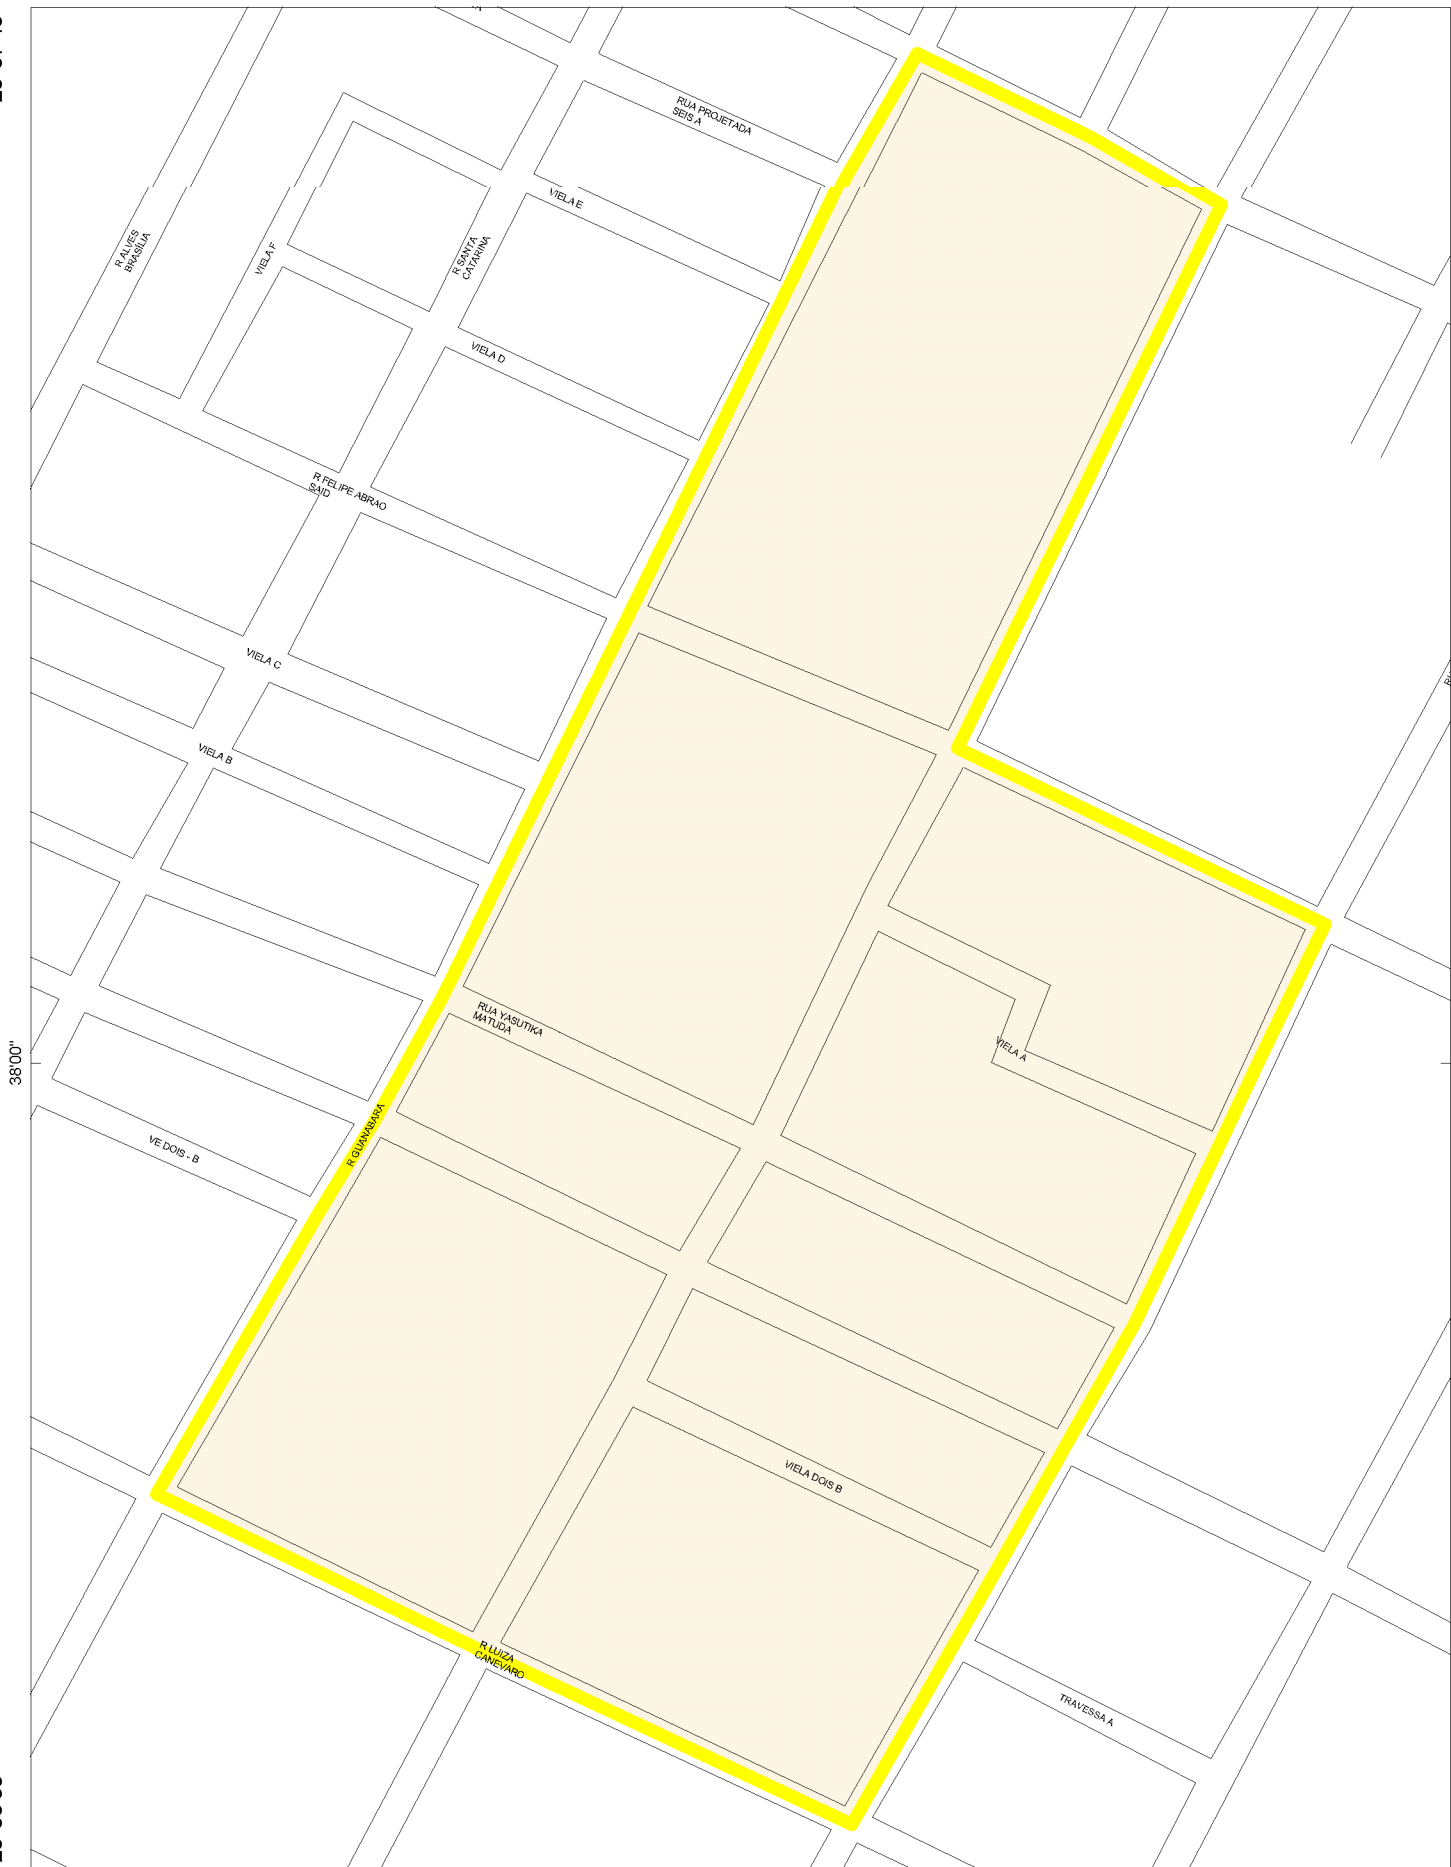 RUA PROJETADA
SEIS A
VIELA E
R ALVES
BRASÍLIA
VIELA F
R SANTA
CATARINA
VIELA D
R FELIPE ABRAO
SAID
VIELA C
VIELA B
RUA YASUTIKA
MATUDA
VIELA A
38'00"
R GUANABARA
VE DOIS - B
VIELA DOIS B
R LUIZA
CANEVARO
TRAVESSA A